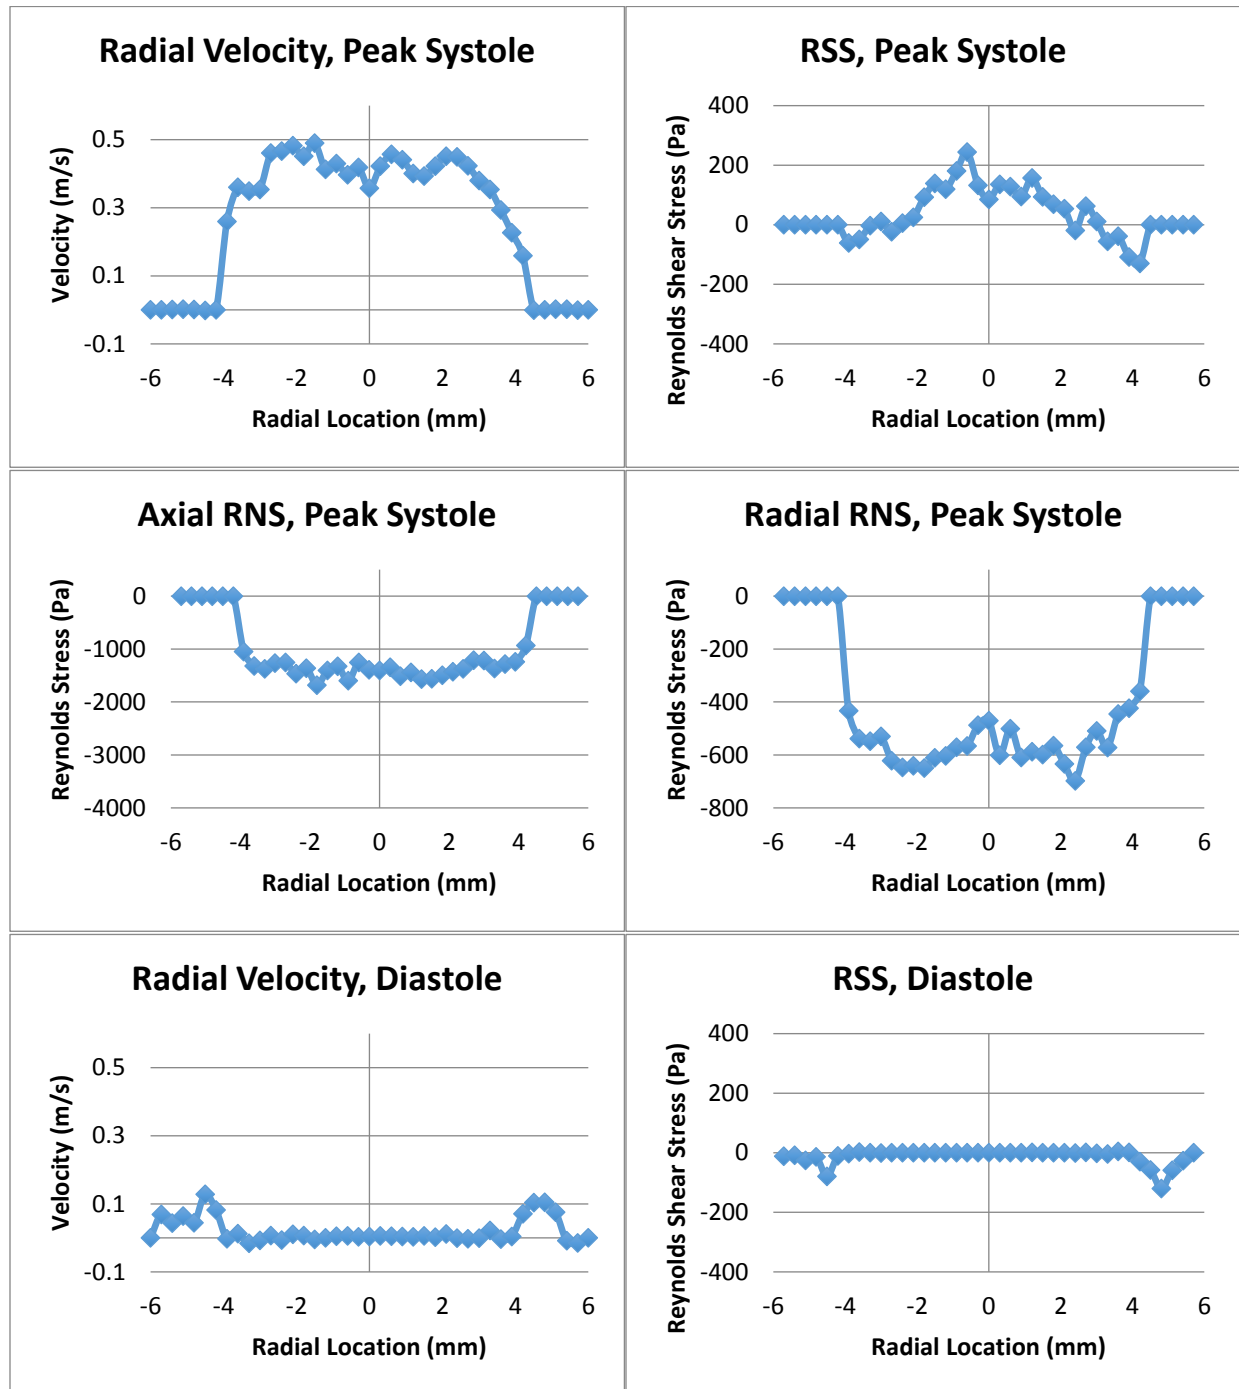 Radial Velocity, Peak Systole
Velocity (m/s)
0.5
0.3
0.1
-0.1
-6 -4 -2 0 2 4 6
Radial Location (mm)
RSS, Peak Systole
Reynolds Shear Stress (Pa)
400
200
0
-200
-400
-6 -4 -2 0 2 4 6
Radial Location (mm)
Axial RNS, Peak Systole
Reynolds Stress (Pa)
0
-1000
-2000
-3000
-4000
-6 -4 -2 0 2 4 6
Radial Location (mm)
Radial RNS, Peak Systole
Reynolds Stress (Pa)
0
-200
-400
-600
-800
-6 -4 -2 0 2 4 6
Radial Location (mm)
Radial Velocity, Diastole
Velocity (m/s)
0.5
0.3
0.1
-0.1
-6 -4 -2 0 2 4 6
Radial Location (mm)
RSS, Diastole
Reynolds Shear Stress (Pa)
400
200
0
-200
-400
-6 -4 -2 0 2 4 6
Radial Location (mm)